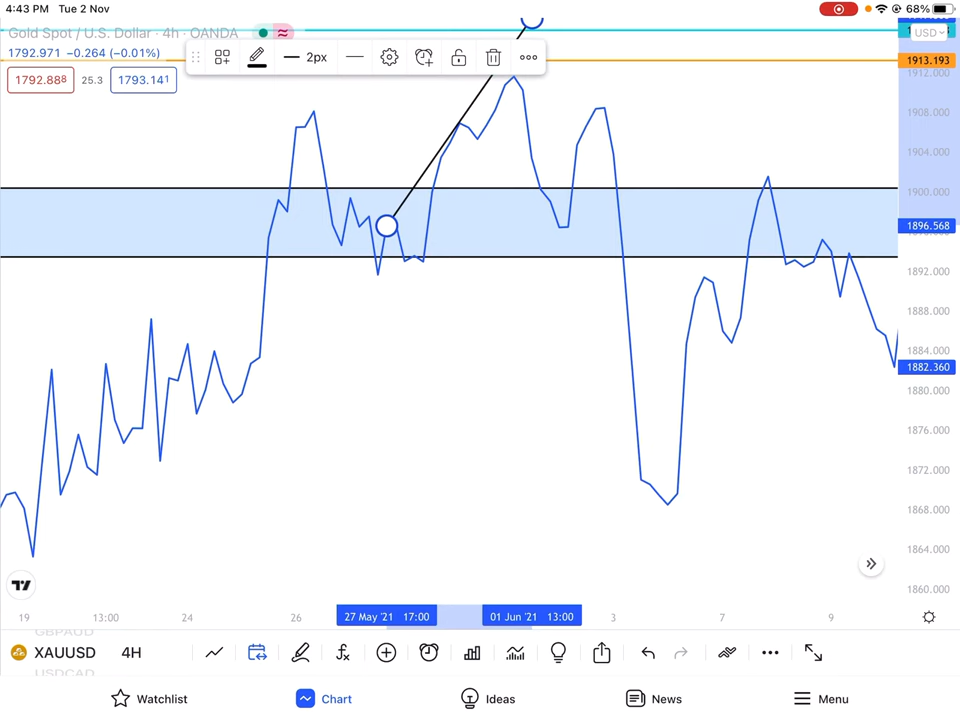 4:43 PM Tue 2 Nov
68%
Gold Spot / U.S. Dollar · 4h · OANDA
USD
1792.971 −0.264 (−0.01%)
2px
1792.888 25.3 1793.141
1913.193
1912.000
1908.000
1904.000
1900.000
1896.568
1892.000
1888.000
1884.000
1882.360
1880.000
1876.000
1872.000
1868.000
1864.000
1860.000
19 13:00 24 26 27 May '21 17:00 01 Jun '21 13:00 3 7 9
GBPAUD
XAUUSD 4H
USDCAD
Watchlist Chart Ideas News Menu